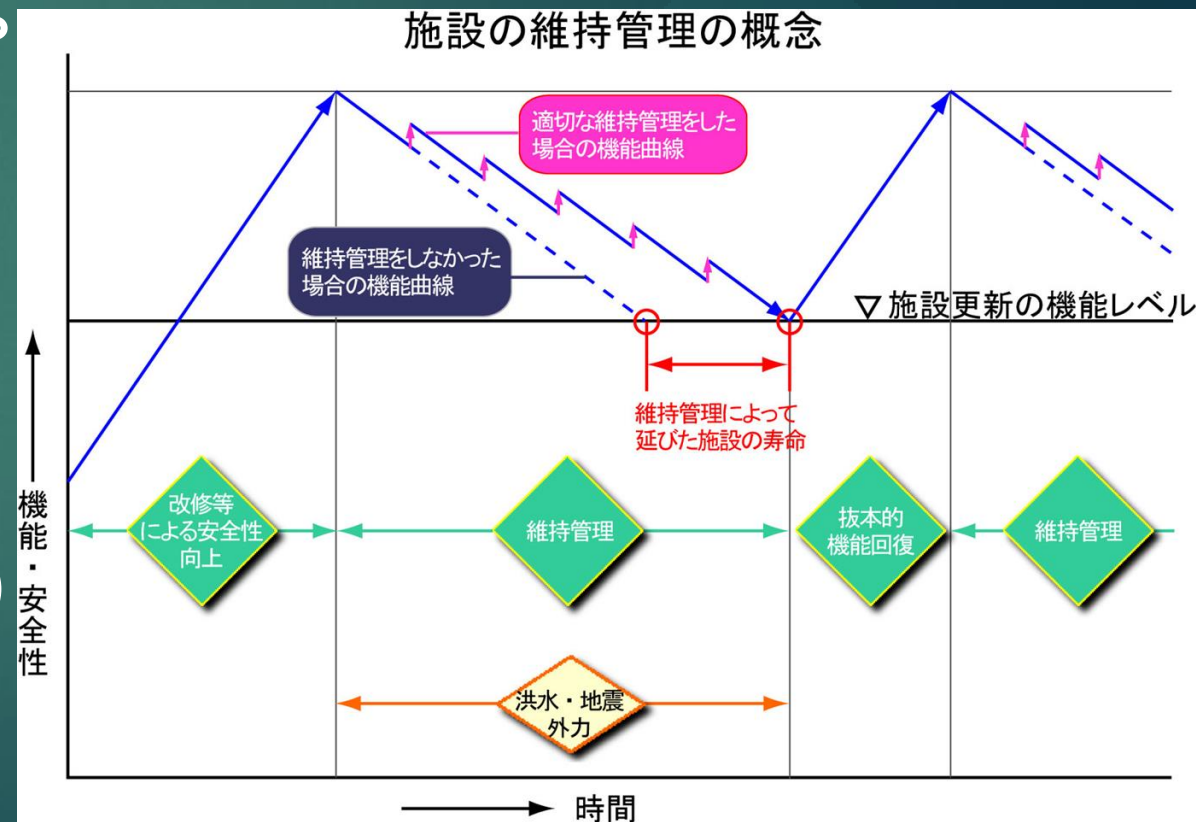 施設の維持管理の概念
適切な維持管理をした
場合の機能曲線
維持管理をしなかった
場合の機能曲線
▽施設更新の機能レベル
維持管理によって
延びた施設の寿命
機能・安全性
改修等
による安全性
向上
維持管理
抜本的
機能回復
維持管理
洪水・地震
外力
時間